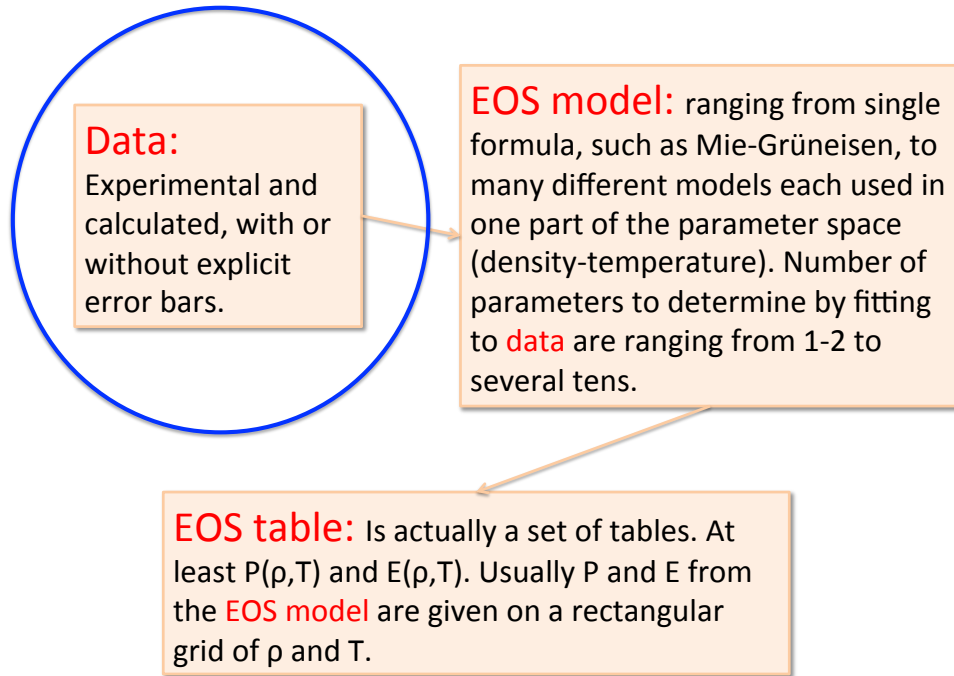 Data:
Experimental and
calculated, with or
without explicit
error bars.
EOS model: ranging from single
formula, such as Mie-Grüneisen, to
many different models each used in
one part of the parameter space
(density-temperature). Number of
parameters to determine by fitting
to data are ranging from 1-2 to
several tens.
EOS table: Is actually a set of tables. At
least P(ρ,T) and E(ρ,T). Usually P and E from
the EOS model are given on a rectangular
grid of ρ and T.